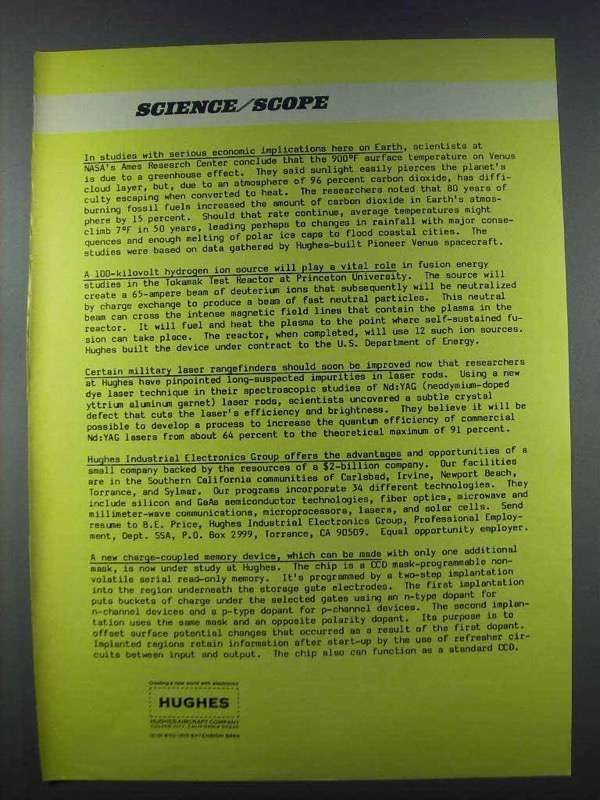 SCIENCE/SCOPE
In studies with serious economic implications here on Earth, scientists at
NASA's Ames Research Center conclude that the 900°F surface temperature on Venus
is due to a greenhouse effect. They said sunlight easily pierces the planet's
cloud layer, but, due to an atmosphere of 96 percent carbon dioxide, has diffi-
culty escaping when converted to heat. The researchers noted that 80 years of
burning fossil fuels increased the amount of carbon dioxide in Earth's atmos-
phere by 15 percent. Should that rate continue, average temperatures might
climb 7°F in 50 years, leading perhaps to changes in rainfall with major conse-
quences and enough melting of polar ice caps to flood coastal cities. The
studies were based on data gathered by Hughes-built Pioneer Venus spacecraft.
A 100-kilovolt hydrogen ion source will play a vital role in fusion energy
studies in the Tokamak Test Reactor at Princeton University. The source will
create a 65-ampere beam of deuterium ions that subsequently will be neutralized
by charge exchange to produce a beam of fast neutral particles. This neutral
beam can cross the intense magnetic field lines that contain the plasma in the
reactor. It will fuel and heat the plasma to the point where self-sustained fu-
sion can take place. The reactor, when completed, will use 12 such ion sources.
Hughes built the device under contract to the U.S. Department of Energy.
Certain military laser rangefinders should soon be improved now that researchers
at Hughes have pinpointed long-suspected impurities in laser rods. Using a new
dye laser technique in their spectroscopic studies of Nd:YAG (neodymium-doped
yttrium aluminum garnet) laser rods, scientists uncovered a subtle crystal
defect that cuts the laser's efficiency and brightness. They believe it will be
possible to develop a process to increase the quantum efficiency of commercial
Nd:YAG lasers from about 64 percent to the theoretical maximum of 91 percent.
Hughes Industrial Electronics Group offers the advantages and opportunities of a
small company backed by the resources of a $2-billion company. Our facilities
are in the Southern California communities of Carlsbad, Irvine, Newport Beach,
Torrance, and Sylmar. Our programs incorporate 34 different technologies. They
include silicon and GaAs semiconductor technologies, fiber optics, microwave and
millimeter-wave communications, microprocessors, lasers, and solar cells. Send
resume to B.E. Price, Hughes Industrial Electronics Group, Professional Employ-
ment, Dept. SSA, P.O. Box 2999, Torrance, CA 90509. Equal opportunity employer.
A new charge-coupled memory device, which can be made with only one additional
mask, is now under study at Hughes. The chip is a CCD mask-programmable non-
volatile serial read-only memory. It's programmed by a two-step implantation
into the region underneath the storage gate electrodes. The first implantation
puts buckets of charge under the selected gates using an n-type dopant for
n-channel devices and a p-type dopant for p-channel devices. The second implan-
tation uses the same mask and an opposite polarity dopant. Its purpose is to
offset surface potential changes that occurred as a result of the first dopant.
Implanted regions retain information after start-up by the use of refresher cir-
cuits between input and output. The chip also can function as a standard CCD.
Creating a new world with electronics
HUGHES
HUGHES AIRCRAFT COMPANY
CULVER CITY, CALIFORNIA 90230